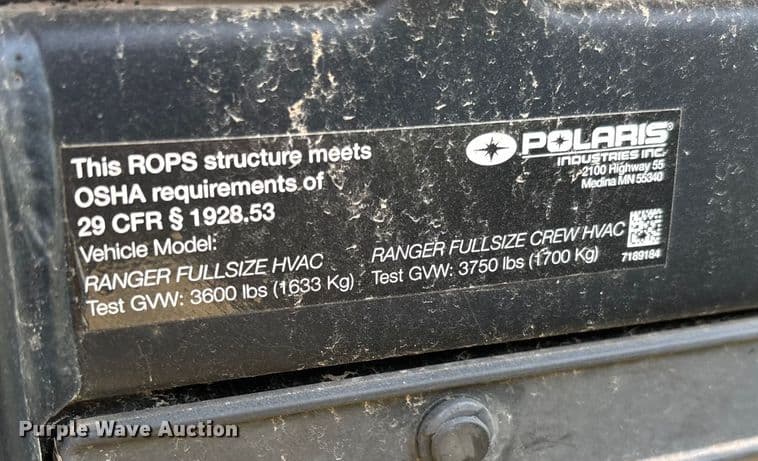 This ROPS structure meets
OSHA requirements of
29 CFR § 1928.53
Vehicle Model:
RANGER FULLSIZE HVAC
Test GVW: 3600 lbs (1633 Kg)
POLARIS®
INDUSTRIES INC.
2100 Highway 55
Medina MN 55340
RANGER FULLSIZE CREW HVAC
Test GVW: 3750 lbs (1700 Kg)
7189184
Purple Wave Auction